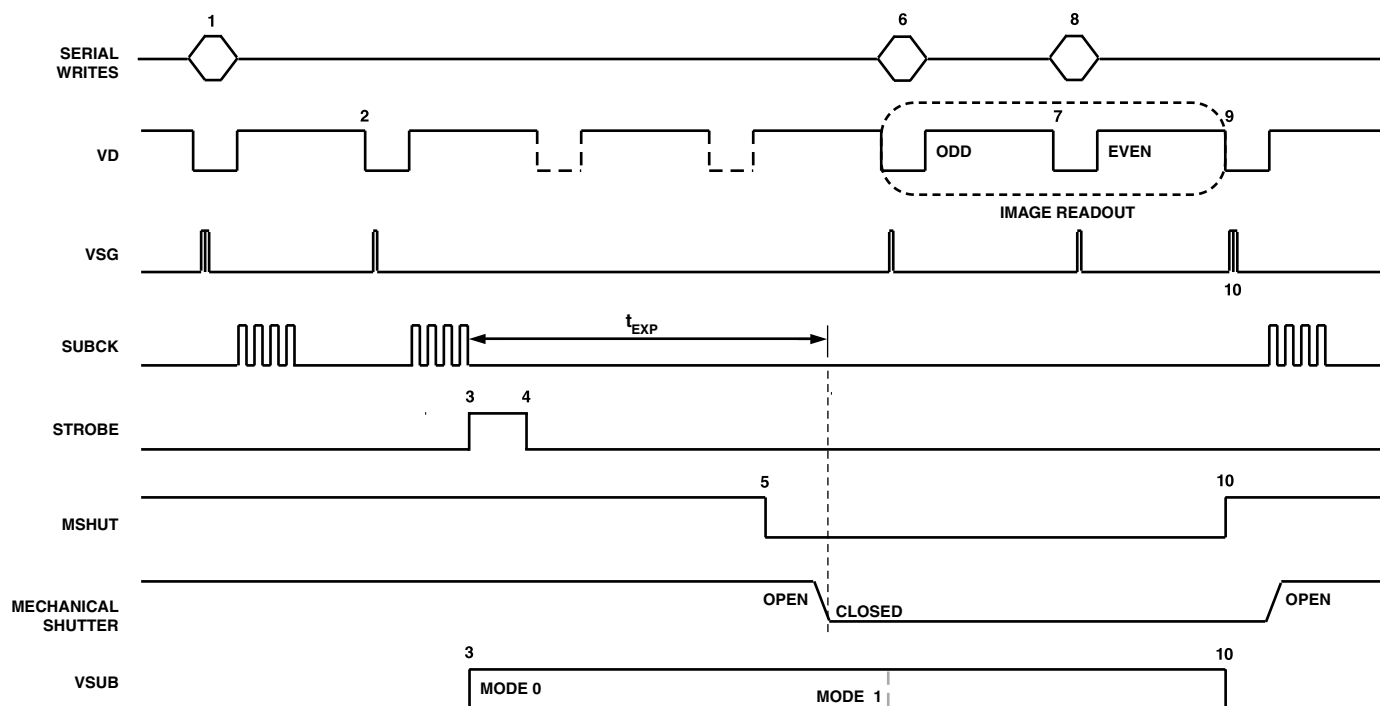 1 6 8
SERIAL
WRITES
2 7 9
VD
ODD EVEN
IMAGE READOUT
VSG
10
tEXP
SUBCK
3 4
STROBE
5 10
MSHUT
MECHANICAL
SHUTTER
OPEN
CLOSED
OPEN
3 10
VSUB
MODE 0
MODE 1